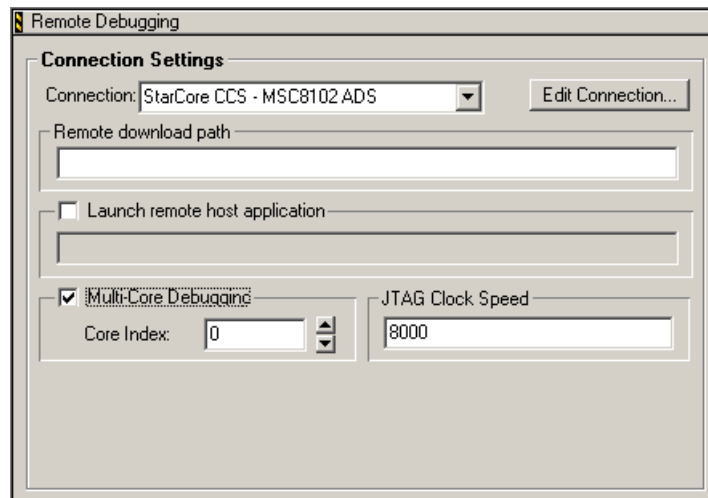 Remote Debugging
Connection Settings
Connection: StarCore CCS - MSC8102 ADS Edit Connection...
Remote download path
Launch remote host application
Multi-Core Debugging JTAG Clock Speed
Core Index: 0 8000